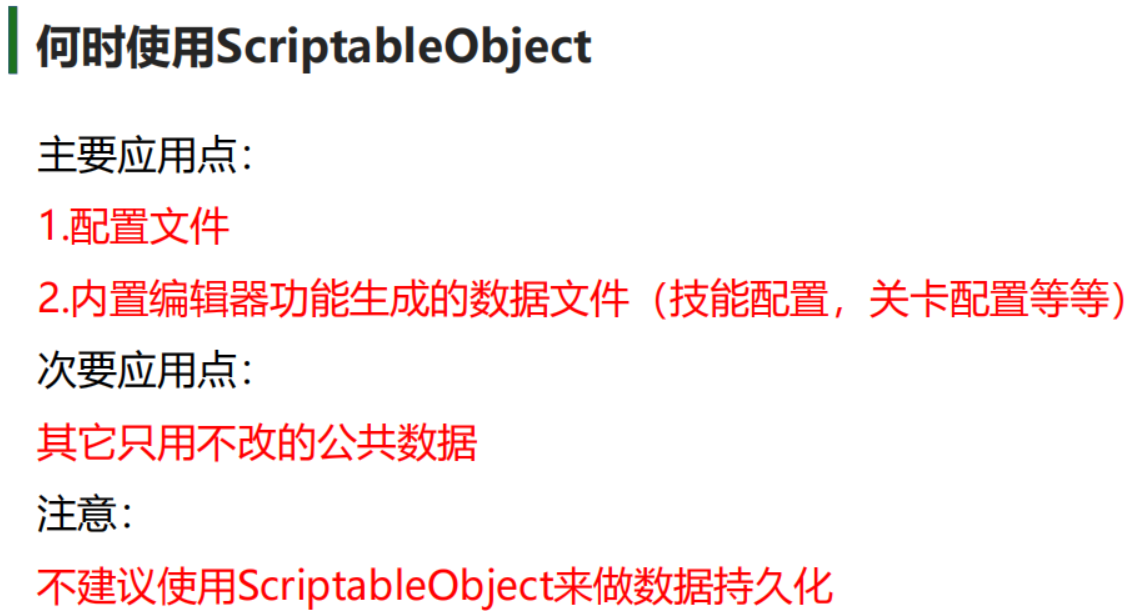 何时使用ScriptableObject
主要应用点：
1.配置文件
2.内置编辑器功能生成的数据文件（技能配置，关卡配置等等）
次要应用点：
其它只用不改的公共数据
注意：
不建议使用ScriptableObject来做数据持久化